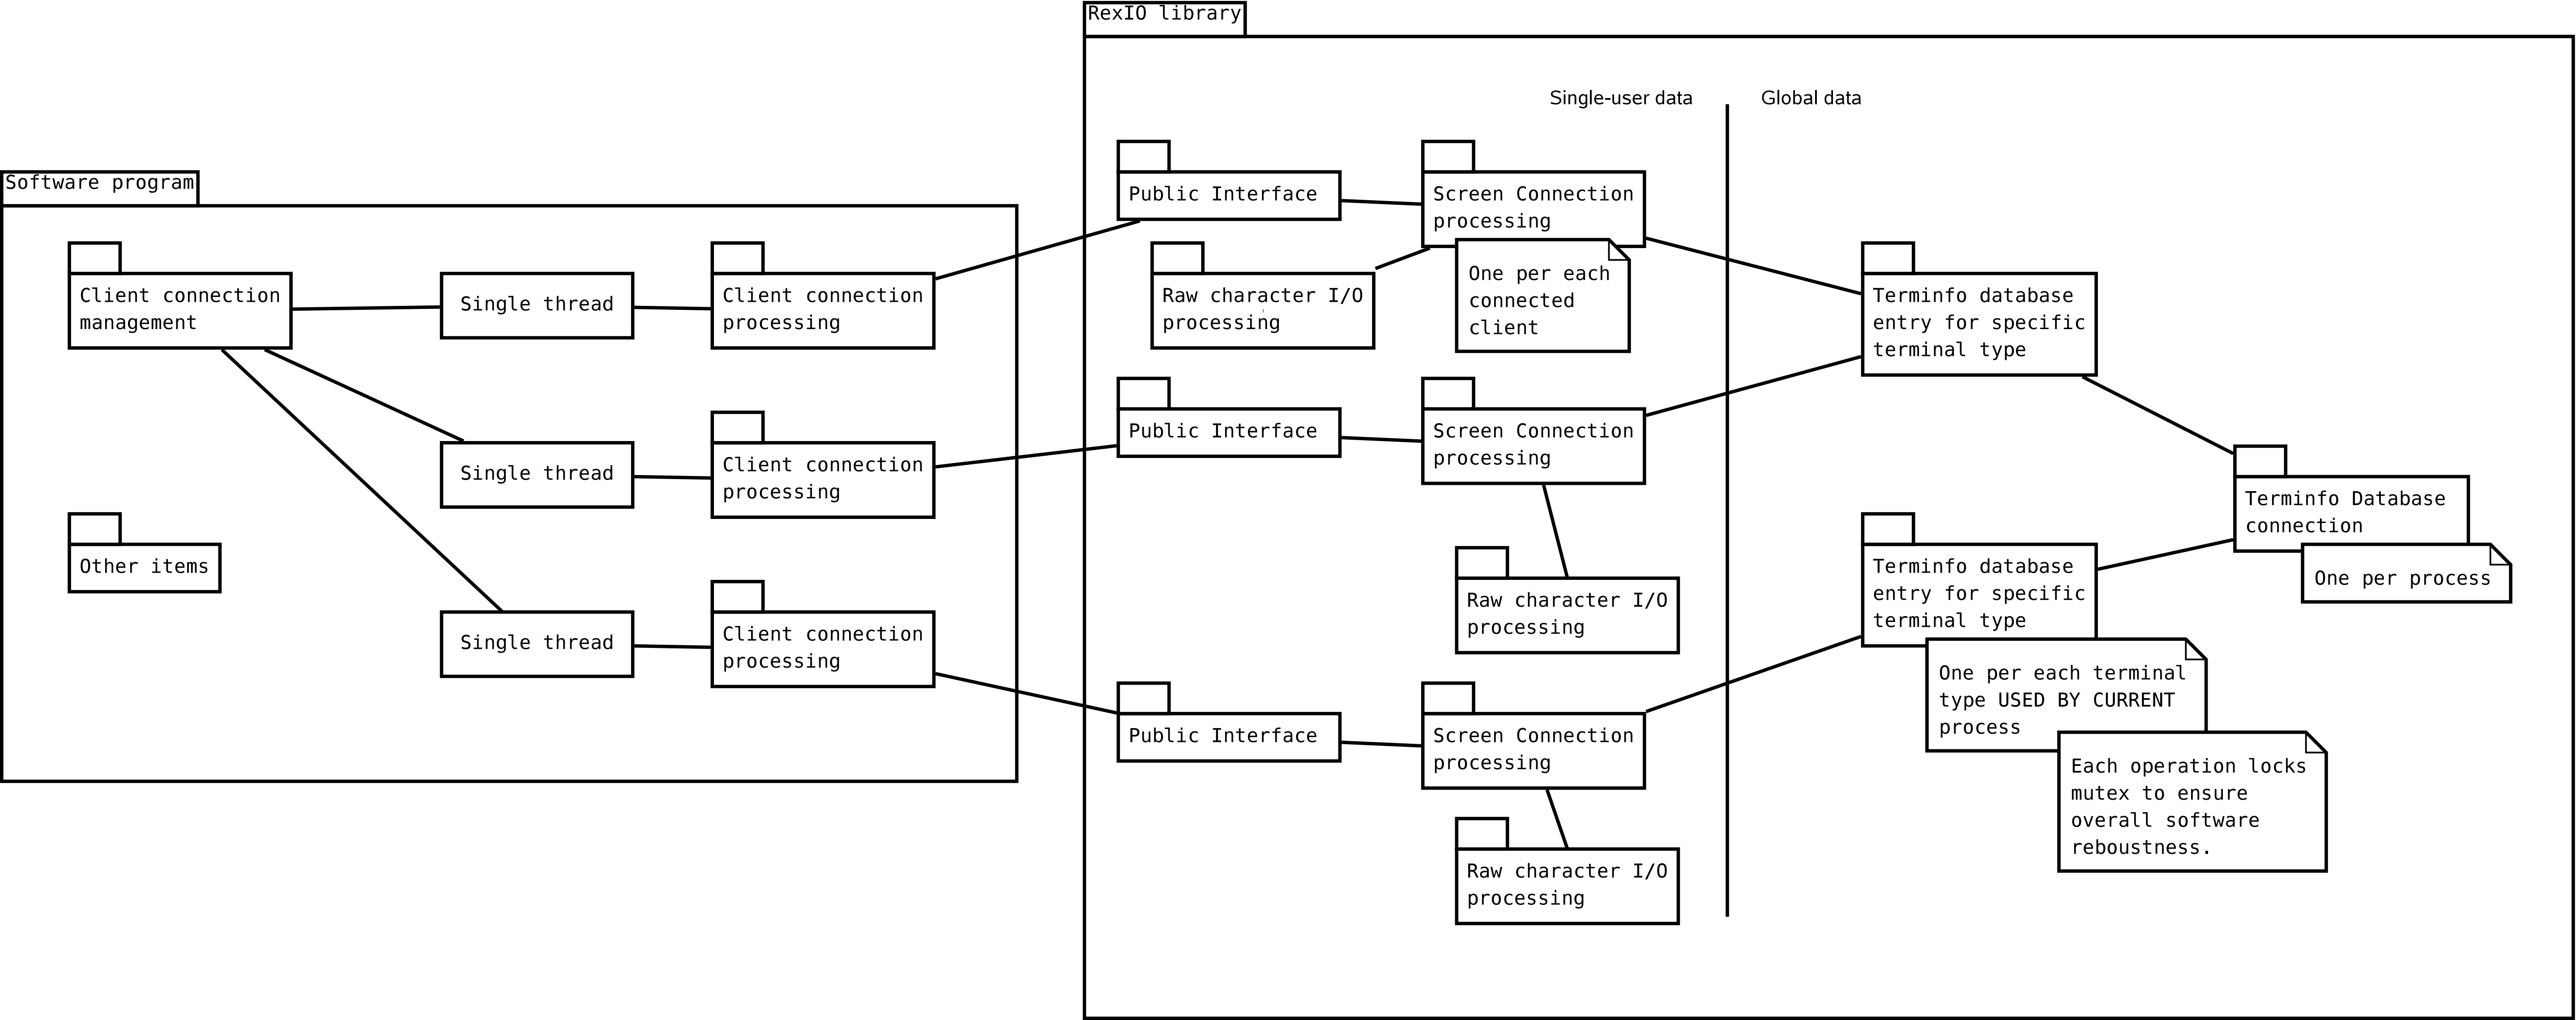 RexIO library
Single-user data
Global data
Software program
Public Interface
Screen Connection
processing
Client connection
management
Single thread
Client connection
processing
Raw character I/O
processing
One per each
connected
client
Terminfo database
entry for specific
terminal type
Public Interface
Screen Connection
processing
Single thread
Client connection
processing
Terminfo Database
connection
One per process
Other items
Terminfo database
entry for specific
terminal type
Raw character I/O
processing
Single thread
Client connection
processing
One per each terminal
type USED BY CURRENT
process
Public Interface
Screen Connection
processing
Each operation locks
mutex to ensure
overall software
reboustness.
Raw character I/O
processing